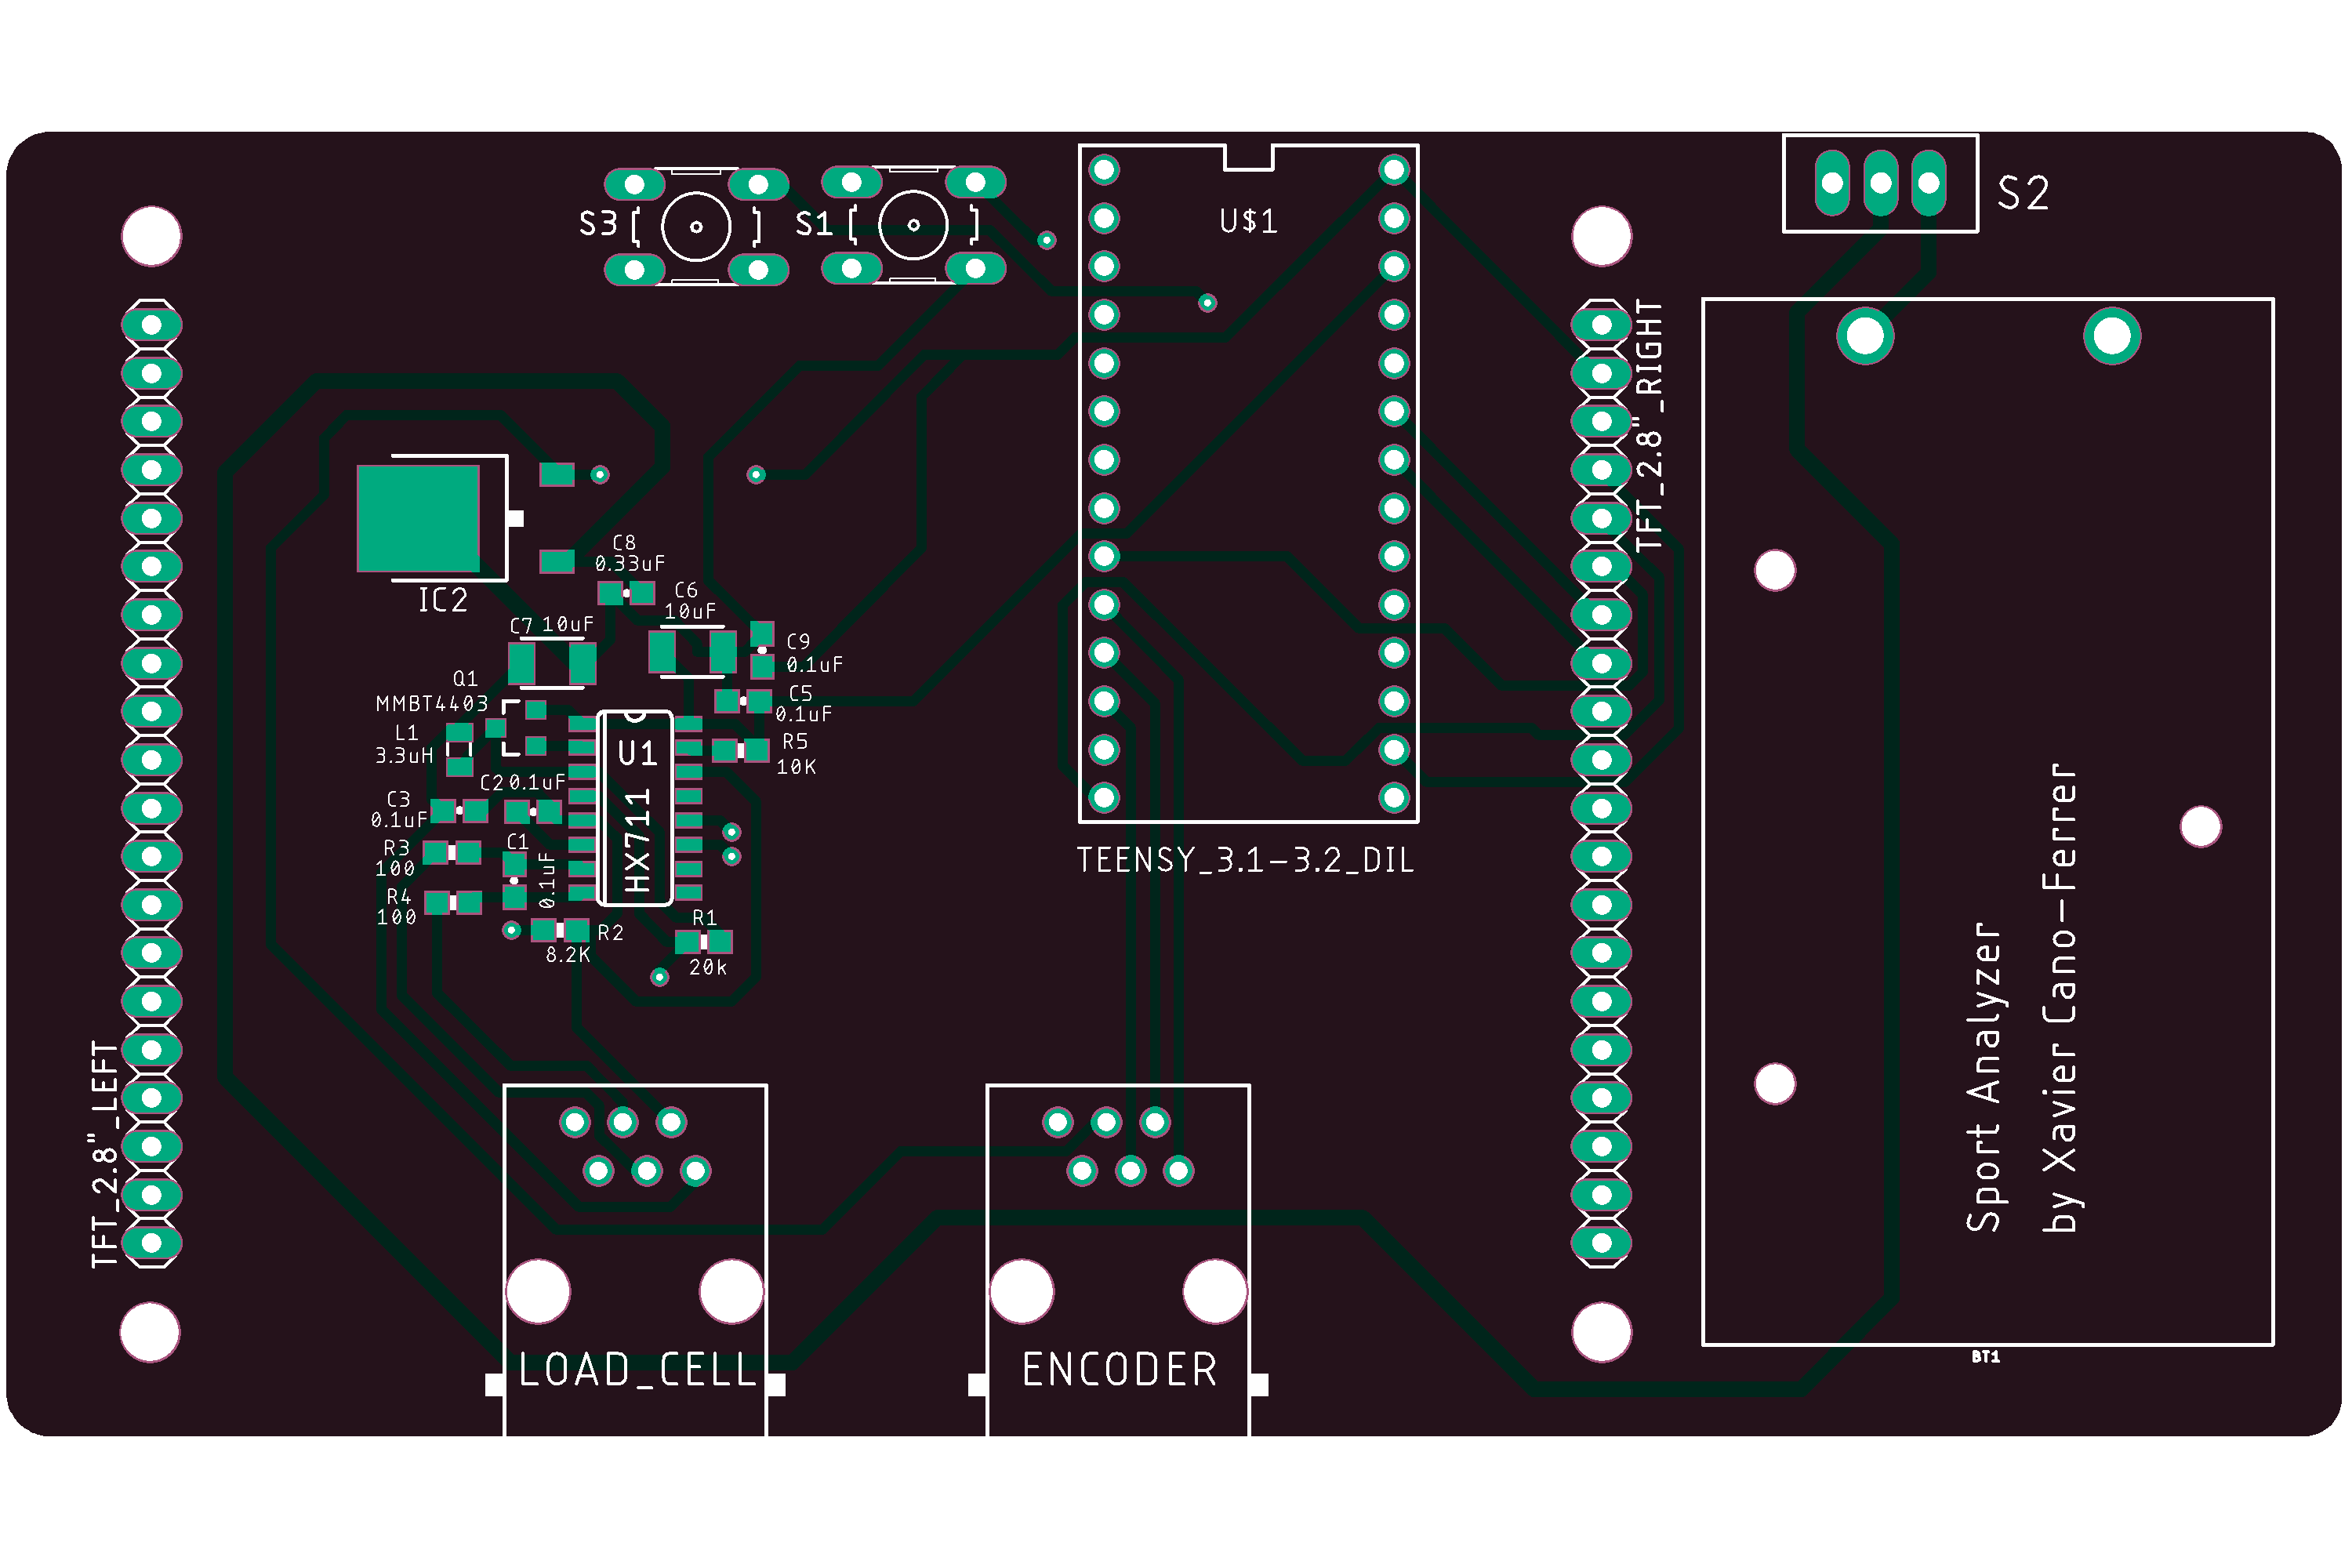 S3
S1
U$1
S2
TFT_2.8"_RIGHT
IC2
C8
0.33uF
C6
10uF
C7 10uF
C9
0.1uF
Q1
MMBT4403
C5
0.1uF
L1
3.3uH
U1
HX711
R5
10K
C2 0.1uF
C3
0.1uF
C1
0.1uF
R3
100
R4
100
R2
8.2K
R1
20k
TEENSY_3.1-3.2_DIL
TFT_2.8"_LEFT
Sport Analyzer
by Xavier Cano-Ferrer
LOAD_CELL
ENCODER
BT1